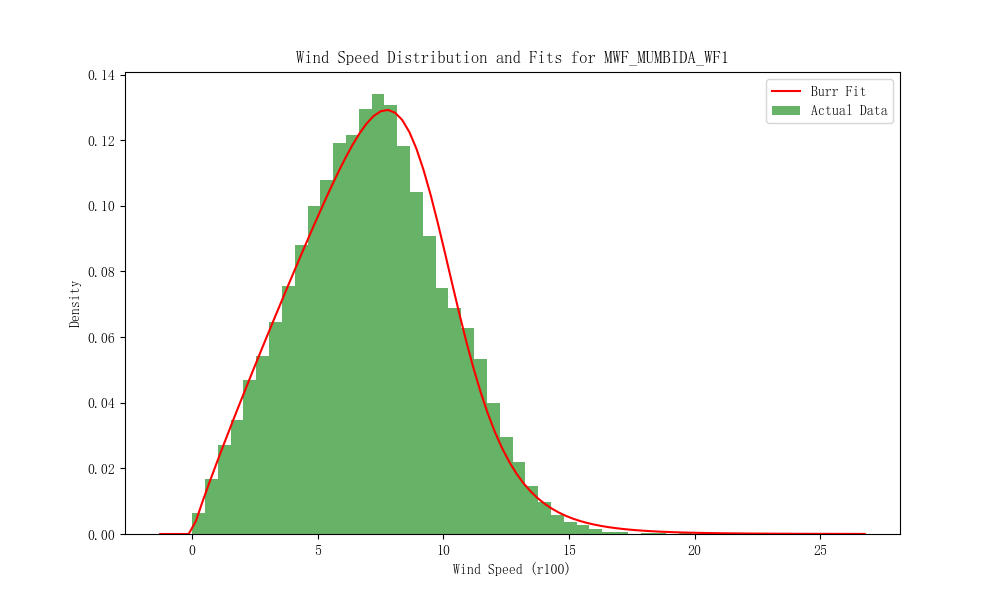 Wind Speed Distribution and Fits for MWF_MUMBIDA_WF1
Burr Fit
Actual Data
0.14
0.12
0.10
0.08
0.06
0.04
0.02
0.00
Density
0
5
10
15
20
25
Wind Speed (r100)